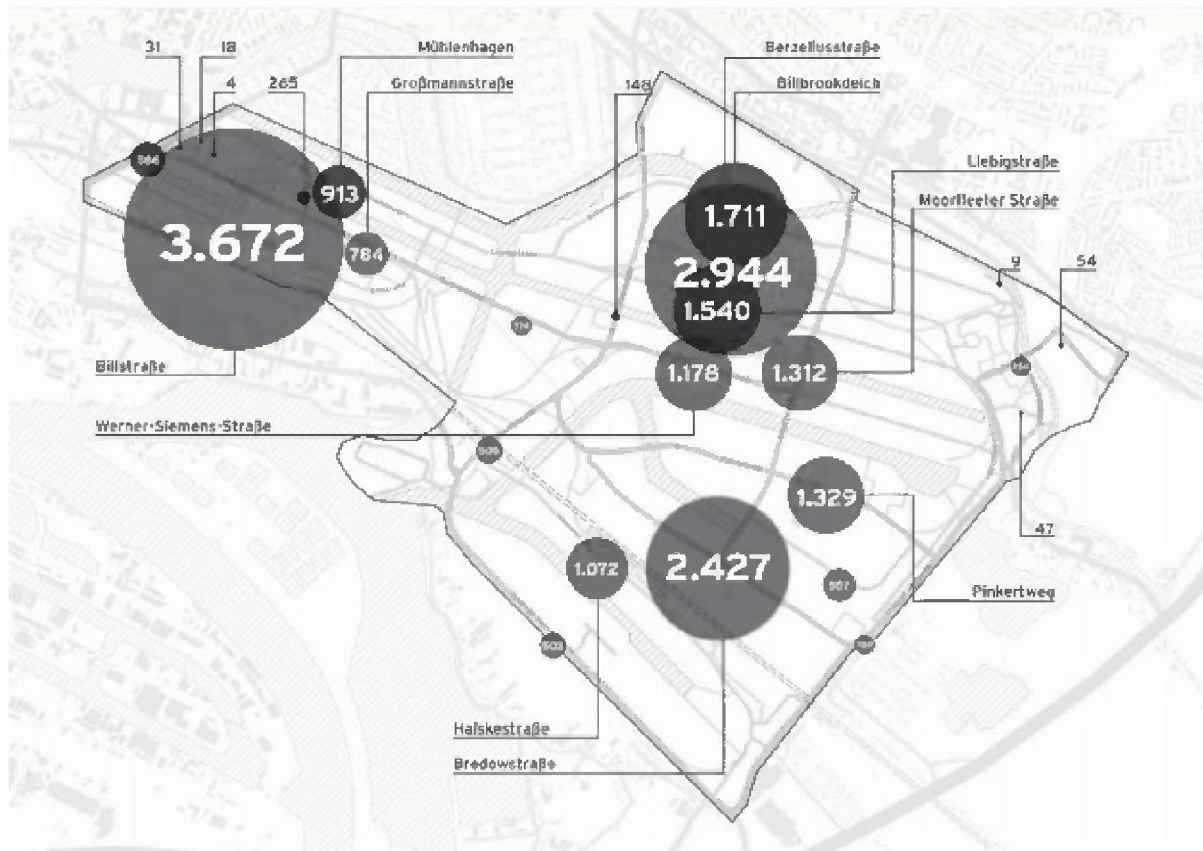 31
18
Mühlenhagen
Berzeliusstraße
4
265
Großmannstraße
148
Billbrookdeich
Liebigstraße
913
Moorfleeter Straße
1.711
3.672
784
2.944
9
54
1.540
Billstraße
1.178
1.312
Werner-Siemens-Straße
1.329
47
1.072
2.427
Pinkertweg
Halskestraße
Bredowstraße